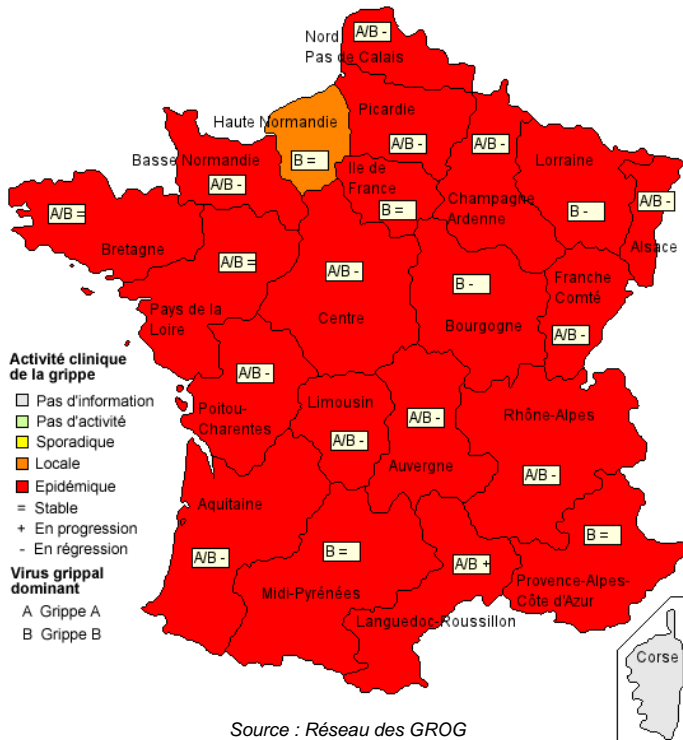 Nord
A/B -
Pas de Calais
Haute Normandie
B =
Picardie
A/B -
A/B -
Champagne
Ardenne
Lorraine
B -
A/B -
Alsace
Basse Normandie
A/B -
Ile de
France
B =
A/B =
Bretagne
A/B =
Pays de la
Loire
A/B -
Centre
B -
Bourgogne
Franche
Comté
A/B -
A/B -
Poitou-
Charentes
Limousin
A/B -
A/B -
Auvergne
Rhône-Alpes
A/B -
Aquitaine
A/B -
B =
Midi-Pyrénées
A/B +
Languedoc-Roussillon
B =
Provence-Alpes-
Côte d'Azur
Corse
Activité clinique
de la grippe
Pas d'information
Pas d'activité
Sporadique
Locale
Epidémique
= Stable
+ En progression
- En régression
Virus grippal
dominant
A Grippe A
B Grippe B
Source : Réseau des GROG